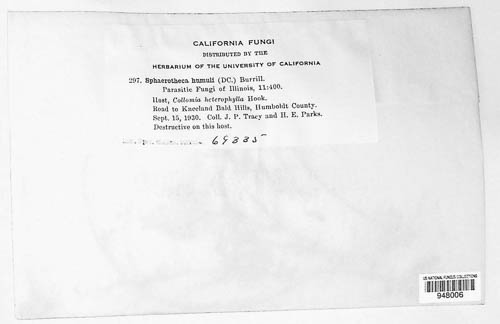 CALIFORNIA FUNGI
DISTRIBUTED BY THE
HERBARIUM OF THE UNIVERSITY OF CALIFORNIA
297. Sphaerotheca humuli (DC.) Burrill.
Parasitic Fungi of Illinois, 11:400.
Host, Collomia heterophylla Hook.
Road to Kneeland Bald Hills, Humboldt County.
Sept. 15, 1930. Coll. J. P. Tracy and H. E. Parks.
Destructive on this host.
69335
US NATIONAL FUNGUS COLLECTIONS
948006